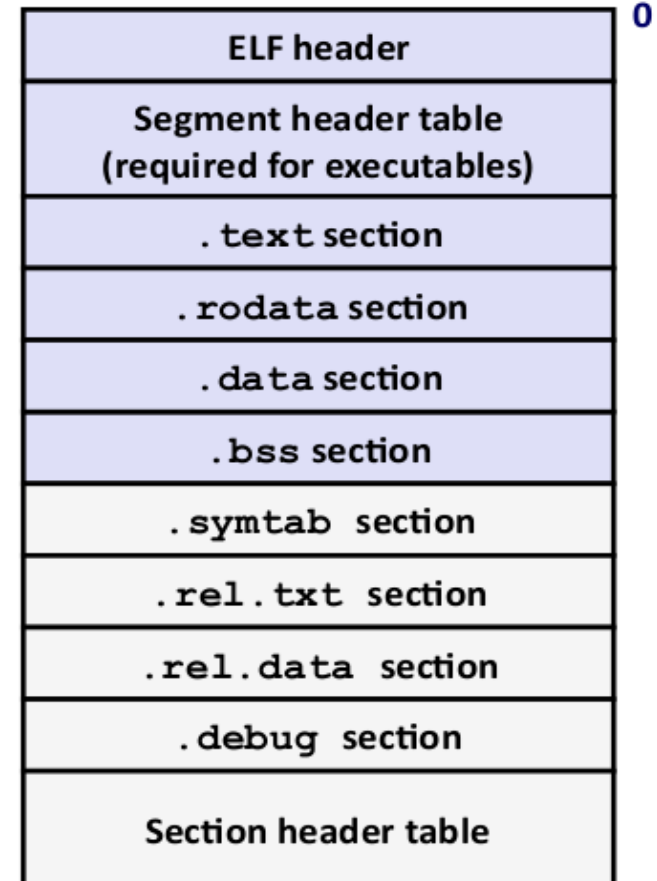 0
ELF header
Segment header table
(required for executables)
.text section
.rodata section
.data section
.bss section
.symtab section
.rel.txt section
.rel.data section
.debug section
Section header table